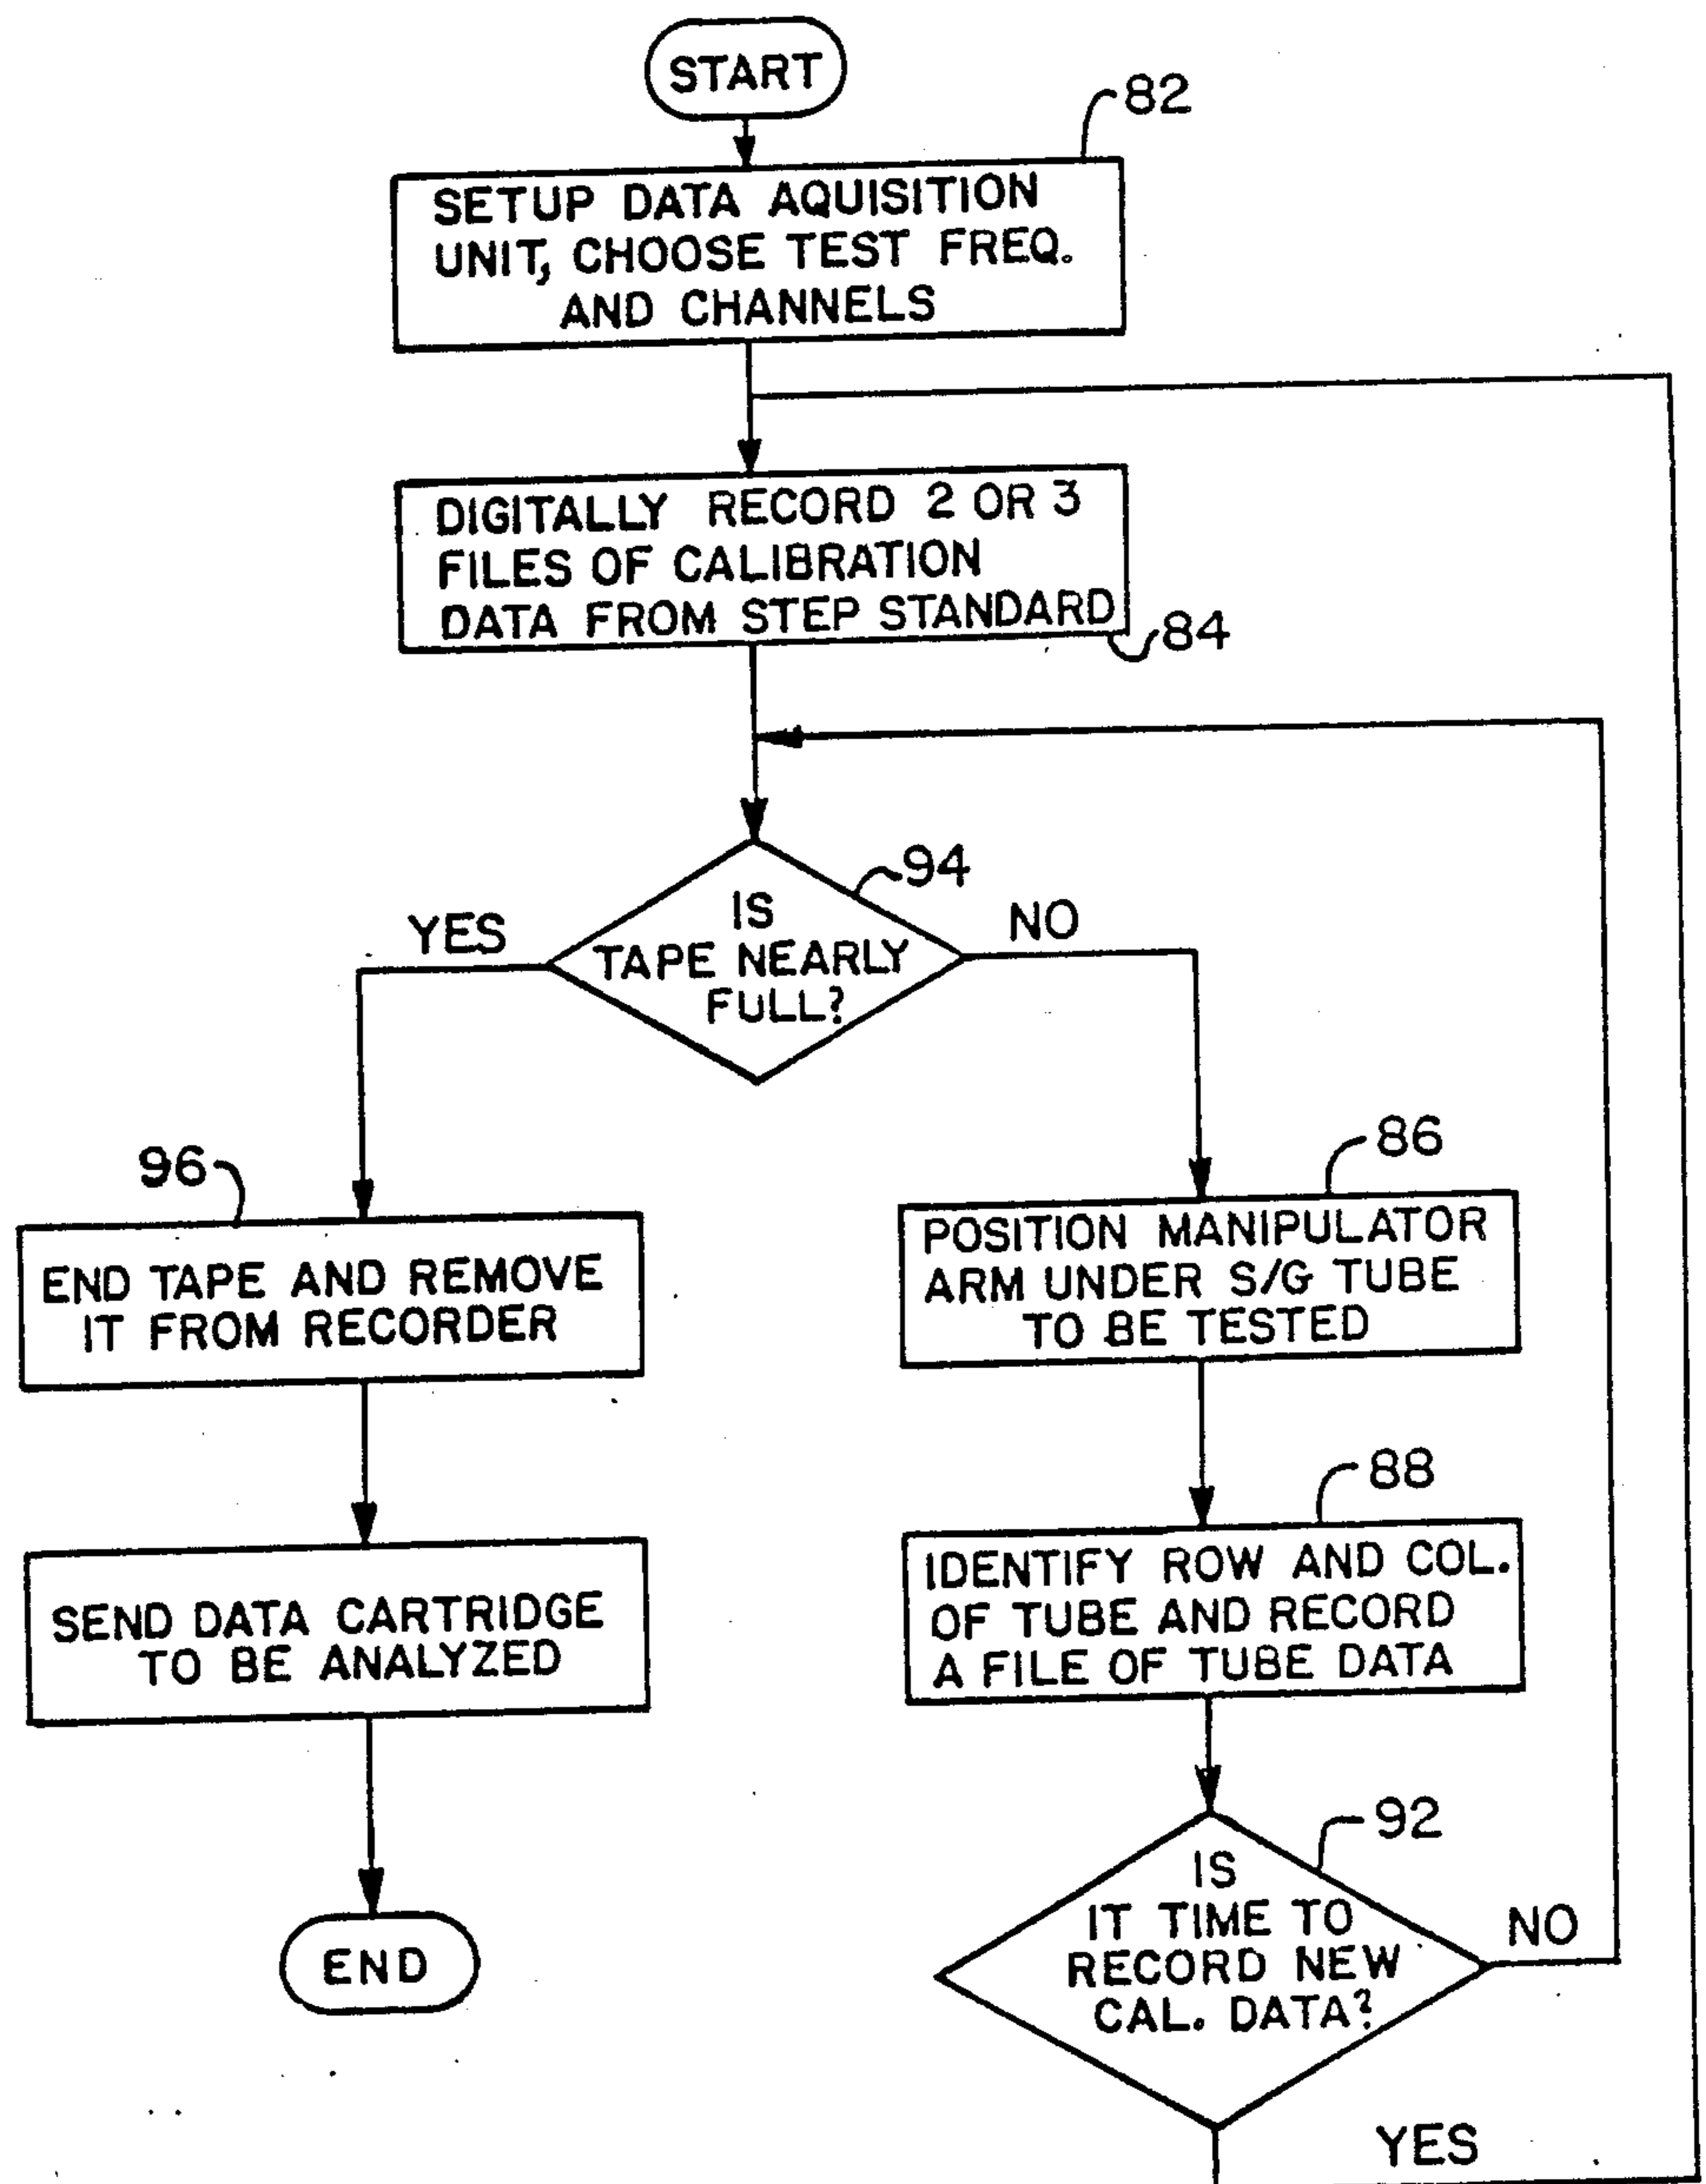 START
82
SETUP DATA AQUISITION
UNIT, CHOOSE TEST FREQ.
AND CHANNELS
DIGITALLY RECORD 2 OR 3
FILES OF CALIBRATION
DATA FROM STEP STANDARD
84
94
IS
TAPE NEARLY
FULL?
YES
NO
96
END TAPE AND REMOVE
IT FROM RECORDER
SEND DATA CARTRIDGE
TO BE ANALYZED
END
86
POSITION MANIPULATOR
ARM UNDER S/G TUBE
TO BE TESTED
88
IDENTIFY ROW AND COL.
OF TUBE AND RECORD
A FILE OF TUBE DATA
92
IS
IT TIME TO
RECORD NEW
CAL. DATA?
NO
YES